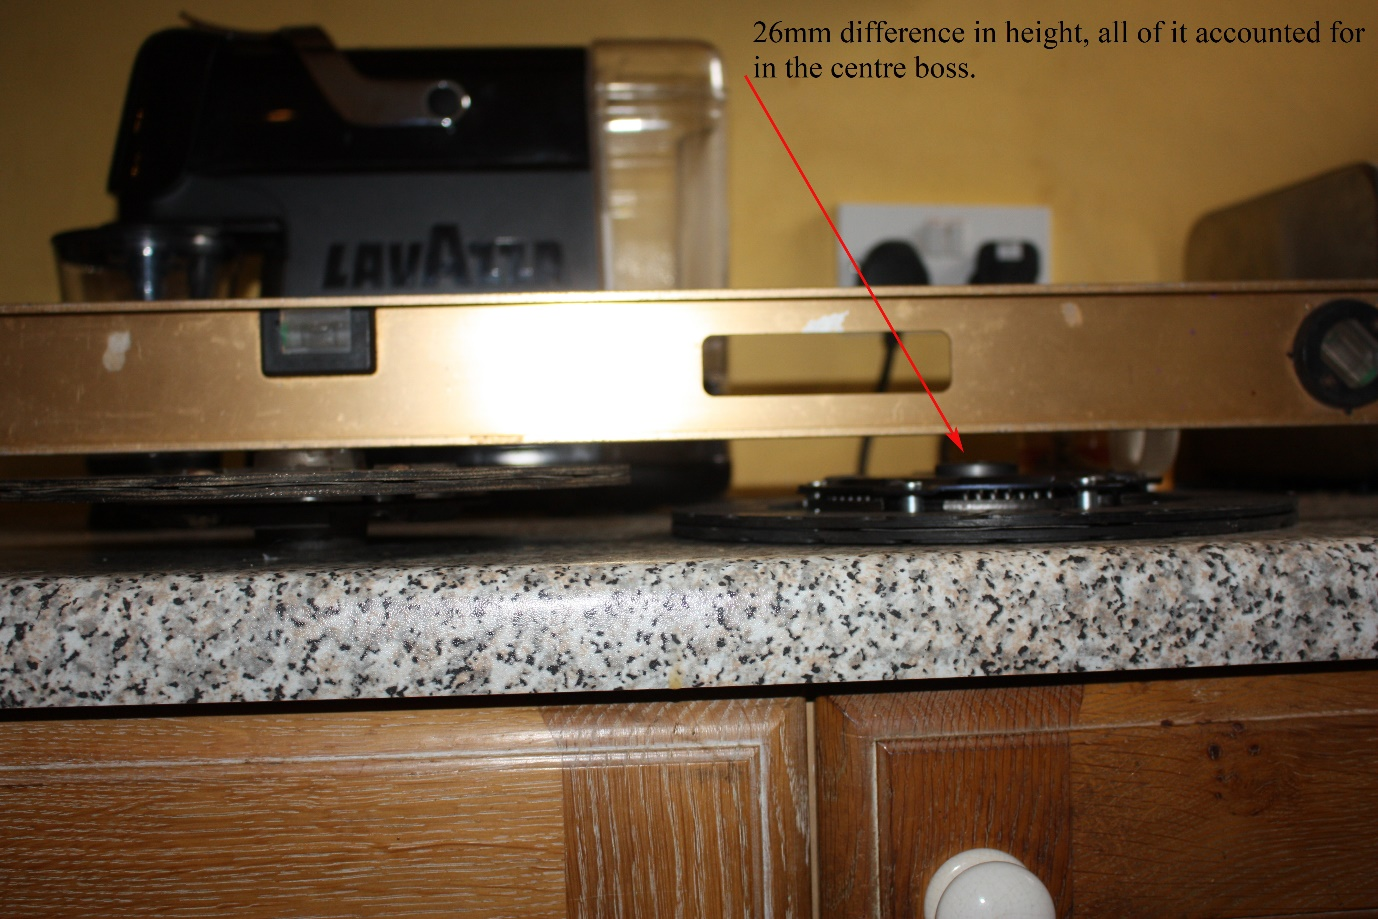 26mm difference in height, all of it accounted for
in the centre boss.
LAVAZZA